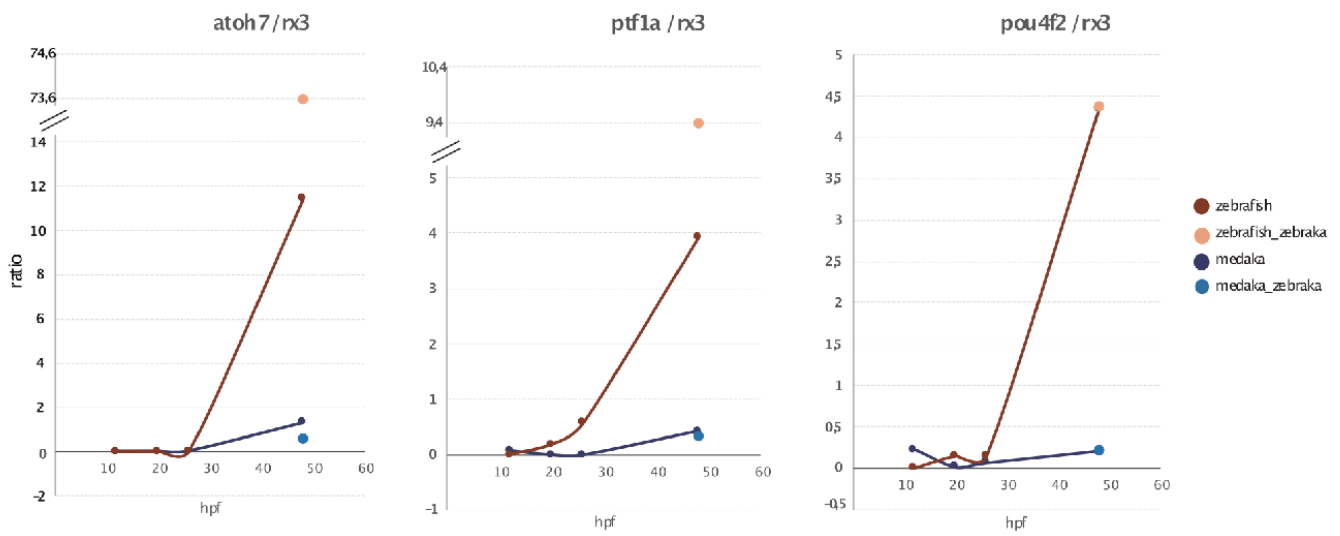 atoh7/rx3
74,6
73,6
14
12
10
8
6
4
2
0
-2
ratio
10 20 30 40 50 60
hpf
ptf1a /rx3
10,4
9,4
5
4
3
2
1
0
-1
10 20 30 40 50 60
hpf
pou4f2 /rx3
5
4,5
4
3,5
3
2,5
2
1,5
1
0,5
0
-0,5
10 20 30 40 50 60
hpf
zebrafish
zebrafish_zebraka
medaka
medaka_zebraka